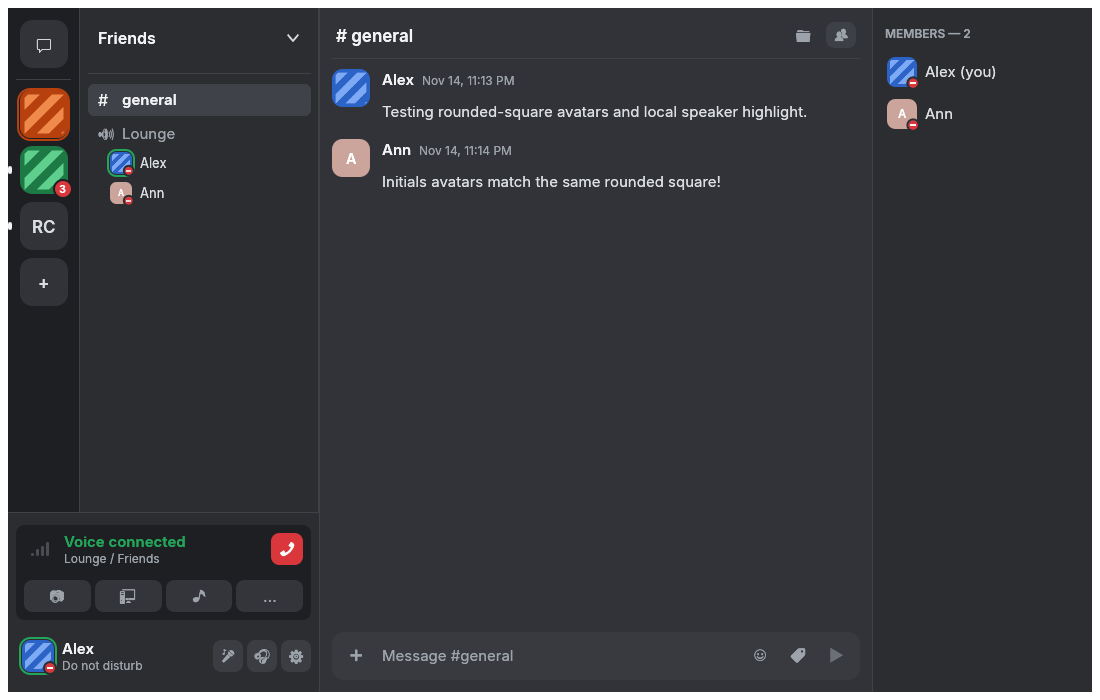 Friends
# general
Lounge
Alex
A
Ann
3
RC
+
Voice connected
Lounge / Friends
...
Alex
Do not disturb
# general
Alex Nov 14, 11:13 PM
Testing rounded-square avatars and local speaker highlight.
A
Ann Nov 14, 11:14 PM
Initials avatars match the same rounded square!
+ Message #general
MEMBERS — 2
Alex (you)
A
Ann